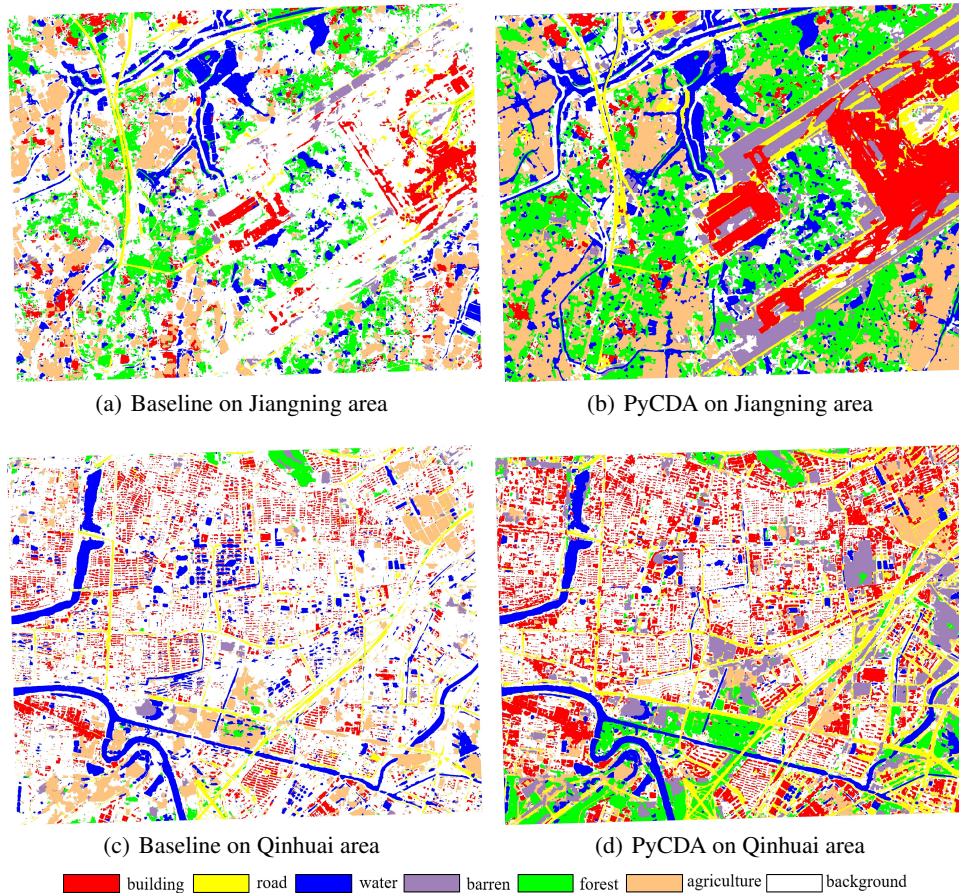 (a) Baseline on Jiangning area
(b) PyCDA on Jiangning area
(c) Baseline on Qinhuai area
(d) PyCDA on Qinhuai area
building road water barren forest agriculture background